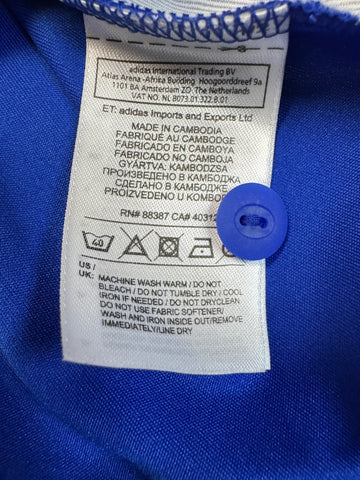 adidas International Trading BV
Atlas Arena -Afrika Building Hoogoorddreef 9a
1101 BA Amsterdam ZO The Netherlands
VAT NO. NL 8073.01.322.B.01
ET: adidas Imports and Exports Ltd
MADE IN CAMBODIA
FABRIQUÉ AU CAMBODGE
FABRICADO EN CAMBOYA
FABRICADO NO CAMBOJA
GYÁRTVA: KAMBODZSA
ПРОИЗВЕДЕНО В КАМБОДЖЕ
СДЕЛАНО В КАМБОДЖЕ
PROIZVEDENO U KAMBODŽI
RN# 88387 CA# 40312
40
US /
UK: MACHINE WASH WARM / DO NOT
BLEACH / DO NOT TUMBLE DRY / COOL
IRON IF NEEDED / DO NOT DRYCLEAN
DO NOT USE FABRIC SOFTENER/
WASH AND IRON INSIDE OUT/REMOVE
IMMEDIATELY/LINE DRY